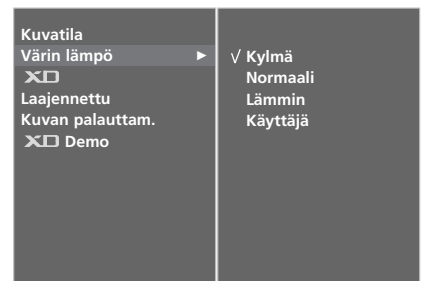 Kuvatila
Värin lämpö ►
XD
Laajennettu
Kuvan palauttam.
XD Demo
√ Kylmä
Normaali
Lämmin
Käyttäjä